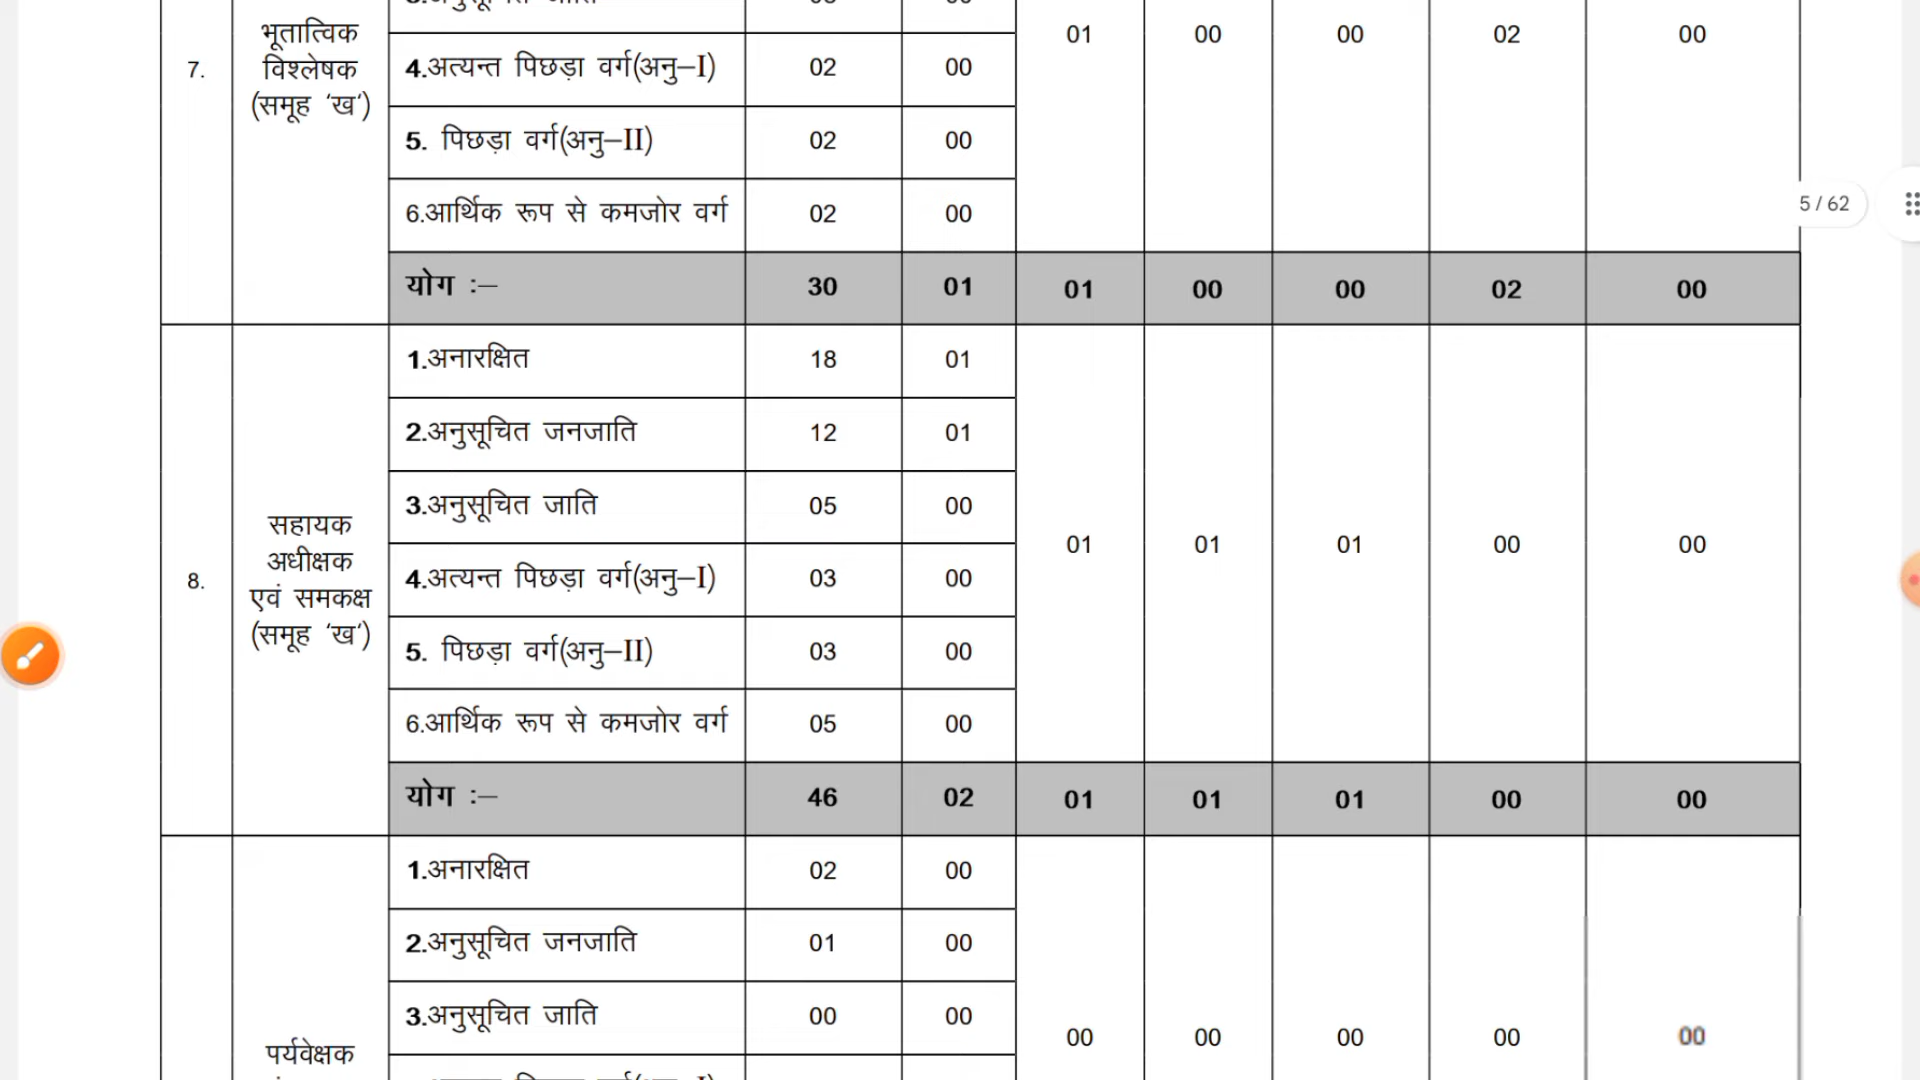 7.
भूतात्विक
विश्लेषक
(समूह ‘ख’)
4.अत्यन्त पिछड़ा वर्ग(अनु–I) 02 00
5. पिछड़ा वर्ग(अनु–II) 02 00
6.आर्थिक रूप से कमजोर वर्ग 02 00
01 00 00 02 00
योग :– 30 01 01 00 00 02 00
5 / 62
8.
सहायक
अधीक्षक
एवं समकक्ष
(समूह ‘ख’)
1.अनारक्षित 18 01
2.अनुसूचित जनजाति 12 01
3.अनुसूचित जाति 05 00
4.अत्यन्त पिछड़ा वर्ग(अनु–I) 03 00
5. पिछड़ा वर्ग(अनु–II) 03 00
6.आर्थिक रूप से कमजोर वर्ग 05 00
01 01 01 00 00
योग :– 46 02 01 01 01 00 00
पर्यवेक्षक
1.अनारक्षित 02 00
2.अनुसूचित जनजाति 01 00
3.अनुसूचित जाति 00 00
00 00 00 00 00